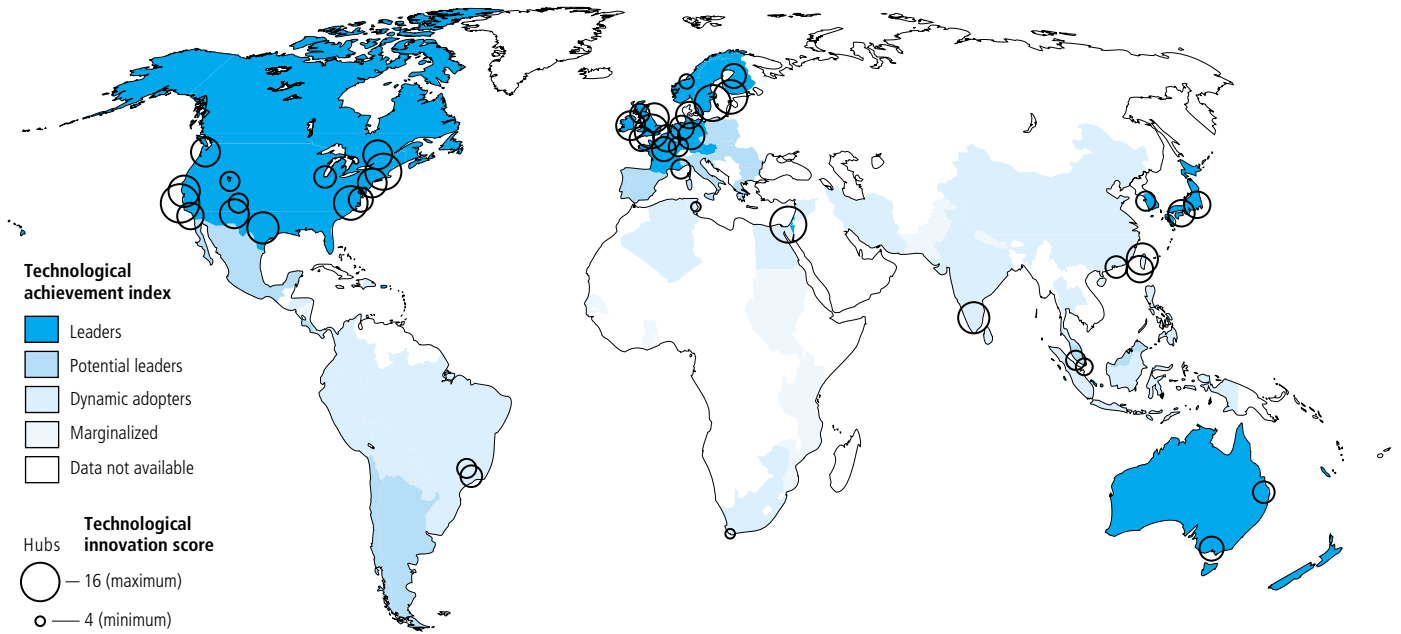 Technological
achievement index
Leaders
Potential leaders
Dynamic adopters
Marginalized
Data not available
Technological
Hubs innovation score
16 (maximum)
4 (minimum)